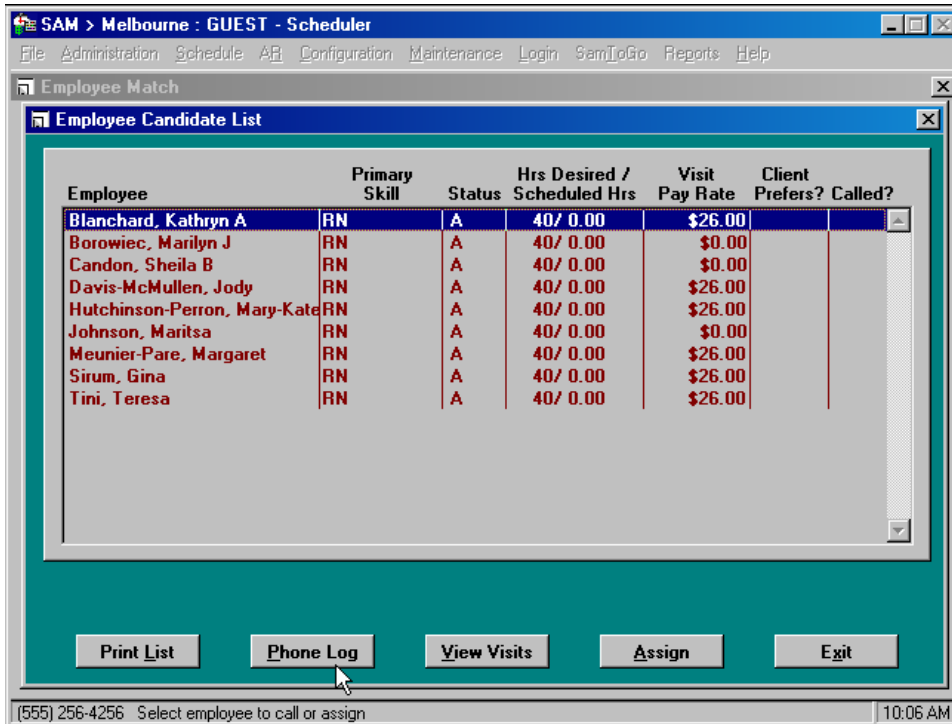 SAM > Melbourne : GUEST - Scheduler
File Administration Schedule AR Configuration Maintenance Login SamToGo Reports Help
Employee Match
Employee Candidate List
Primary Hrs Desired / Visit Client
Employee Skill Status Scheduled Hrs Pay Rate Prefers? Called?
Blanchard, Kathryn A RN A 40/ 0.00 $26.00
Borowiec, Marilyn J RN A 40/ 0.00 $0.00
Candon, Sheila B RN A 40/ 0.00 $0.00
Davis-McMullen, Jody RN A 40/ 0.00 $26.00
Hutchinson-Perron, Mary-Kate RN A 40/ 0.00 $26.00
Johnson, Maritsa RN A 40/ 0.00 $0.00
Meunier-Pare, Margaret RN A 40/ 0.00 $26.00
Sirum, Gina RN A 40/ 0.00 $26.00
Tini, Teresa RN A 40/ 0.00 $26.00
Print List Phone Log View Visits Assign Exit
(555) 256-4256 Select employee to call or assign 10:06 AM